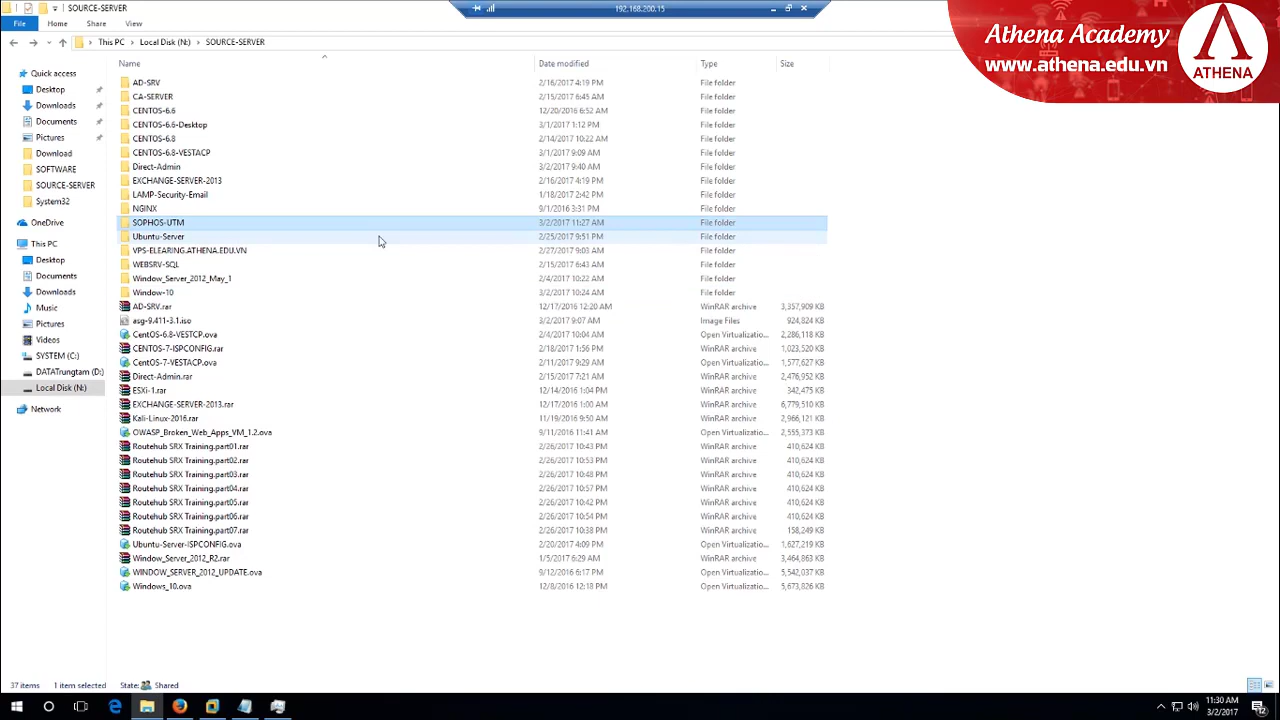 SOURCE-SERVER
192.168.200.15
File Home Share View
This PC Local Disk (N:) SOURCE-SERVER
Athena Academy
www.athena.edu.vn
ATHENA
Quick access
Desktop
Downloads
Documents
Pictures
Download
SOFTWARE
SOURCE-SERVER
System32
OneDrive
This PC
Desktop
Documents
Downloads
Music
Pictures
Videos
SYSTEM (C:)
DATATrungtam (D:)
Local Disk (N:)
Network
Name Date modified Type Size
AD-SRV 2/16/2017 4:19 PM File folder
CA-SERVER 2/15/2017 6:45 AM File folder
CENTOS-6.6 12/20/2016 6:52 AM File folder
CENTOS-6.6-Desktop 3/1/2017 1:12 PM File folder
CENTOS-6.8 2/14/2017 10:22 AM File folder
CENTOS-6.8-VESTACP 3/1/2017 9:09 AM File folder
Direct-Admin 3/2/2017 9:40 AM File folder
EXCHANGE-SERVER-2013 2/16/2017 4:19 PM File folder
LAMP-Security-Email 1/18/2017 2:42 PM File folder
NGINX 9/1/2016 3:31 PM File folder
SOPHOS-UTM 3/2/2017 11:27 AM File folder
Ubuntu-Server 2/25/2017 9:51 PM File folder
VPS-ELEARING.ATHENA.EDU.VN 2/27/2017 9:03 AM File folder
WEBSRV-SQL 2/15/2017 6:43 AM File folder
Window_Server_2012_May_1 2/4/2017 10:22 AM File folder
Window-10 3/2/2017 10:24 AM File folder
AD-SRV.rar 12/17/2016 12:20 AM WinRAR archive 3,357,909 KB
asg-9.411-3.1.iso 3/2/2017 9:07 AM Image Files 924,824 KB
CentOS-6.8-VESTCP.ova 2/4/2017 10:04 AM Open Virtualizatio... 2,286,118 KB
CENTOS-7-ISPCONFIG.rar 2/18/2017 1:56 PM WinRAR archive 1,023,520 KB
CentOS-7-VESTACP.ova 2/11/2017 9:29 AM Open Virtualizatio... 1,577,627 KB
Direct-Admin.rar 2/15/2017 7:21 AM WinRAR archive 2,476,952 KB
ESXi-1.rar 12/14/2016 1:04 PM WinRAR archive 342,475 KB
EXCHANGE-SERVER-2013.rar 12/17/2016 1:00 AM WinRAR archive 6,779,510 KB
Kali-Linux-2016.rar 11/19/2016 9:50 AM WinRAR archive 2,966,121 KB
OWASP_Broken_Web_Apps_VM_1.2.ova 9/11/2016 11:41 AM Open Virtualizatio... 2,555,373 KB
Routehub SRX Training.part01.rar 2/26/2017 10:43 PM WinRAR archive 410,624 KB
Routehub SRX Training.part02.rar 2/26/2017 10:53 PM WinRAR archive 410,624 KB
Routehub SRX Training.part03.rar 2/26/2017 10:48 PM WinRAR archive 410,624 KB
Routehub SRX Training.part04.rar 2/26/2017 10:57 PM WinRAR archive 410,624 KB
Routehub SRX Training.part05.rar 2/26/2017 10:42 PM WinRAR archive 410,624 KB
Routehub SRX Training.part06.rar 2/26/2017 10:54 PM WinRAR archive 410,624 KB
Routehub SRX Training.part07.rar 2/26/2017 10:38 PM WinRAR archive 158,249 KB
Ubuntu-Server-ISPCONFIG.ova 2/20/2017 4:09 PM Open Virtualizatio... 1,627,219 KB
Window_Server_2012_R2.rar 1/5/2017 6:29 AM WinRAR archive 3,464,863 KB
WINDOW_SERVER_2012_UPDATE.ova 9/12/2016 6:17 PM Open Virtualizatio... 5,542,037 KB
Windows_10.ova 12/8/2016 12:18 PM Open Virtualizatio... 5,673,826 KB
37 items 1 item selected State: Shared
11:30 AM
3/2/2017
12